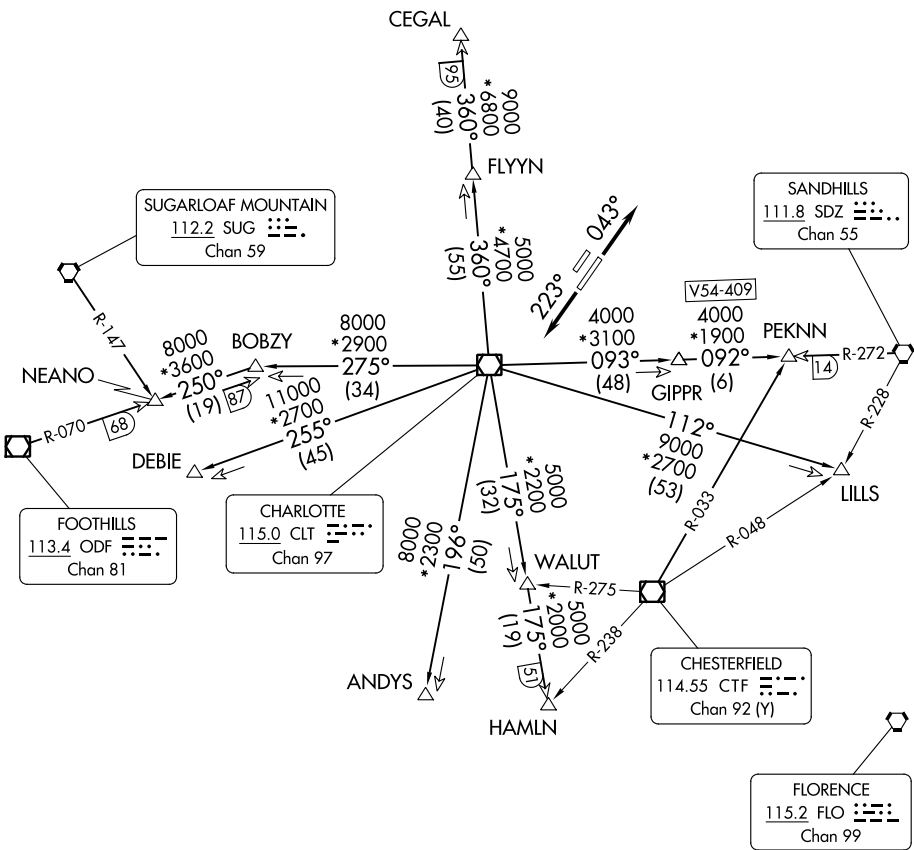 CEGAL
95
9000
*6800
360°
(40)
FLYYN
5000
*4700
360°
(55)
SUGARLOAF MOUNTAIN
112.2 SUG
Chan 59
SANDHILLS
111.8 SDZ
Chan 55
043°
223°
R-147
NEANO
8000
*3600
250°
(19)
BOBZY
87
8000
*2900
275°
(34)
4000
*3100
093°
(48)
V54-409
4000
*1900
092°
(6)
GIPPR
PEKNN
14
R-272
R-228
R-070
68
11000
*2700
255°
(45)
DEBIE
112°
9000
*2700
(53)
LILLS
FOOTHILLS
113.4 ODF
Chan 81
CHARLOTTE
115.0 CLT
Chan 97
8000
*2300
196°
(50)
5000
*2200
175°
(32)
WALUT
R-275
R-033
R-048
5000
*2000
175°
(19)
51
R-238
ANDYS
HAMLN
CHESTERFIELD
114.55 CTF
Chan 92 (Y)
FLORENCE
115.2 FLO
Chan 99